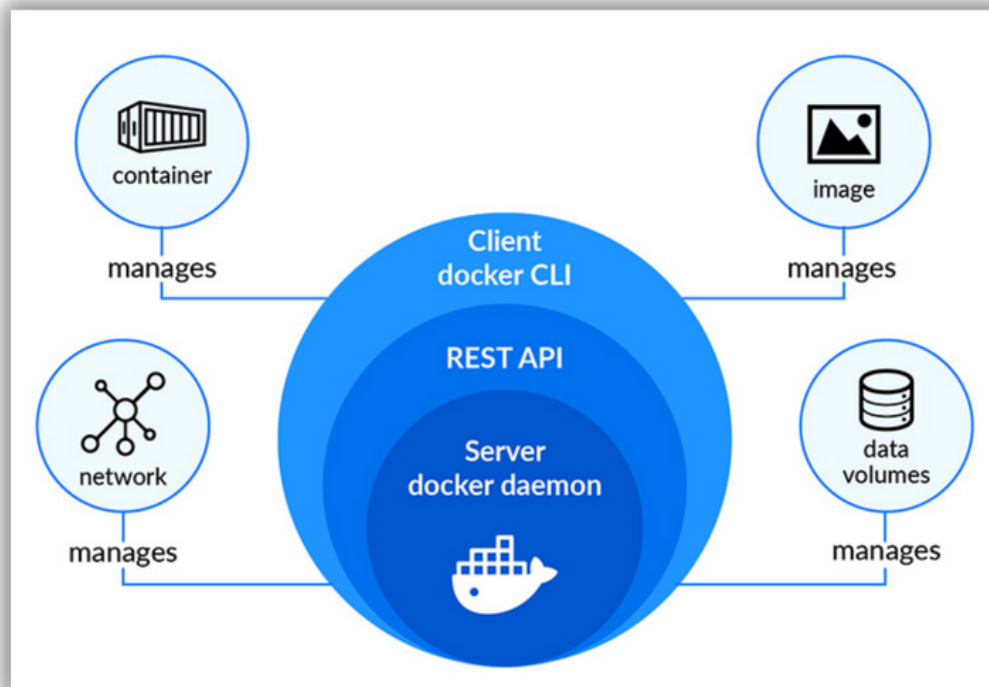 container
manages
image
manages
Client
docker CLI
REST API
Server
docker daemon
network
manages
data
volumes
manages